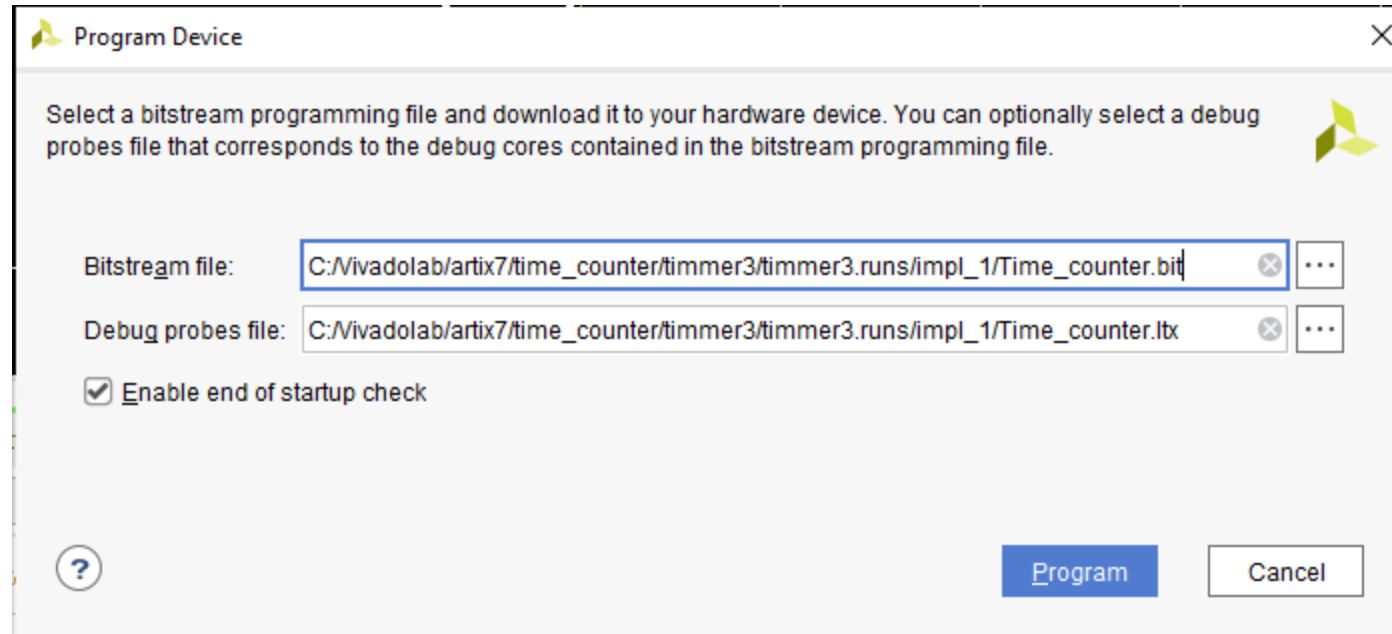 Program Device
Select a bitstream programming file and download it to your hardware device. You can optionally select a debug
probes file that corresponds to the debug cores contained in the bitstream programming file.
Bitstream file: C:/Vivadolab/artix7/time_counter/timmer3/timmer3.runs/impl_1/Time_counter.bit ...
Debug probes file: C:/Vivadolab/artix7/time_counter/timmer3/timmer3.runs/impl_1/Time_counter.ltx ...
Enable end of startup check
? Program Cancel